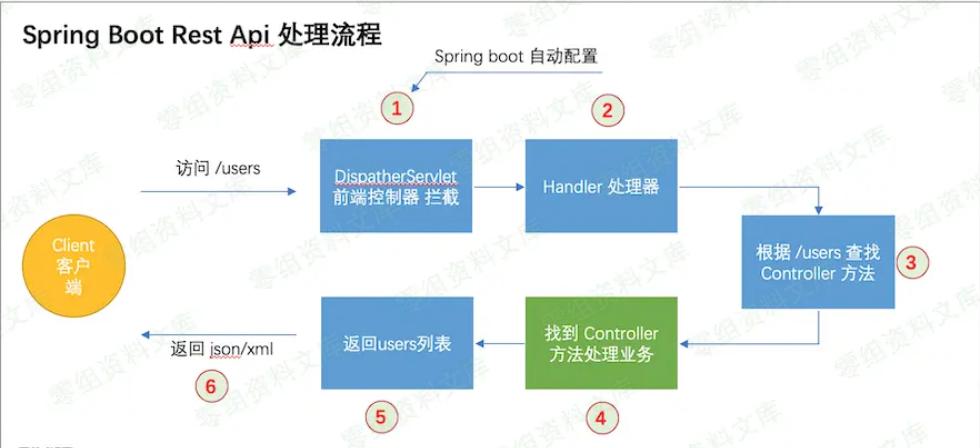 Spring Boot Rest Api 处理流程
Spring boot 自动配置
1
2
访问 /users
DispatherServlet
前端控制器 拦截
Handler 处理器
Client
客户
端
根据 /users 查找
Controller 方法
3
返回 json/xml
6
返回users列表
5
找到 Controller
方法处理业务
4
零组资料文库